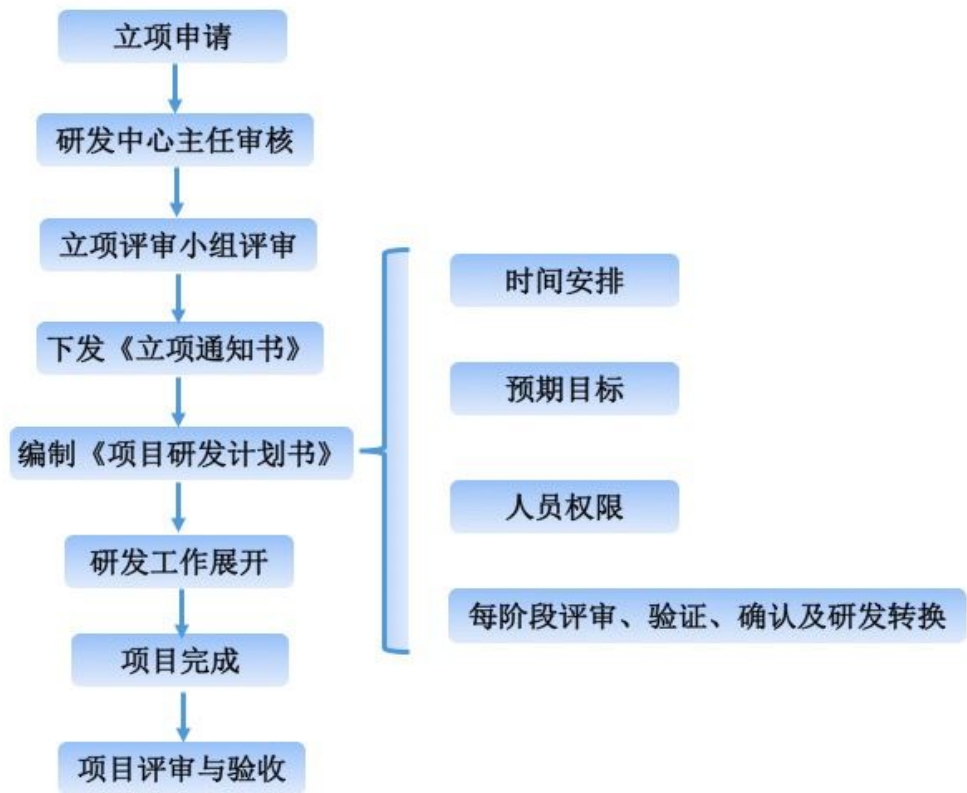 立项申请
研发中心主任审核
立项评审小组评审
下发《立项通知书》
编制《项目研发计划书》
研发工作展开
项目完成
项目评审与验收
时间安排
预期目标
人员权限
每阶段评审、验证、确认及研发转换